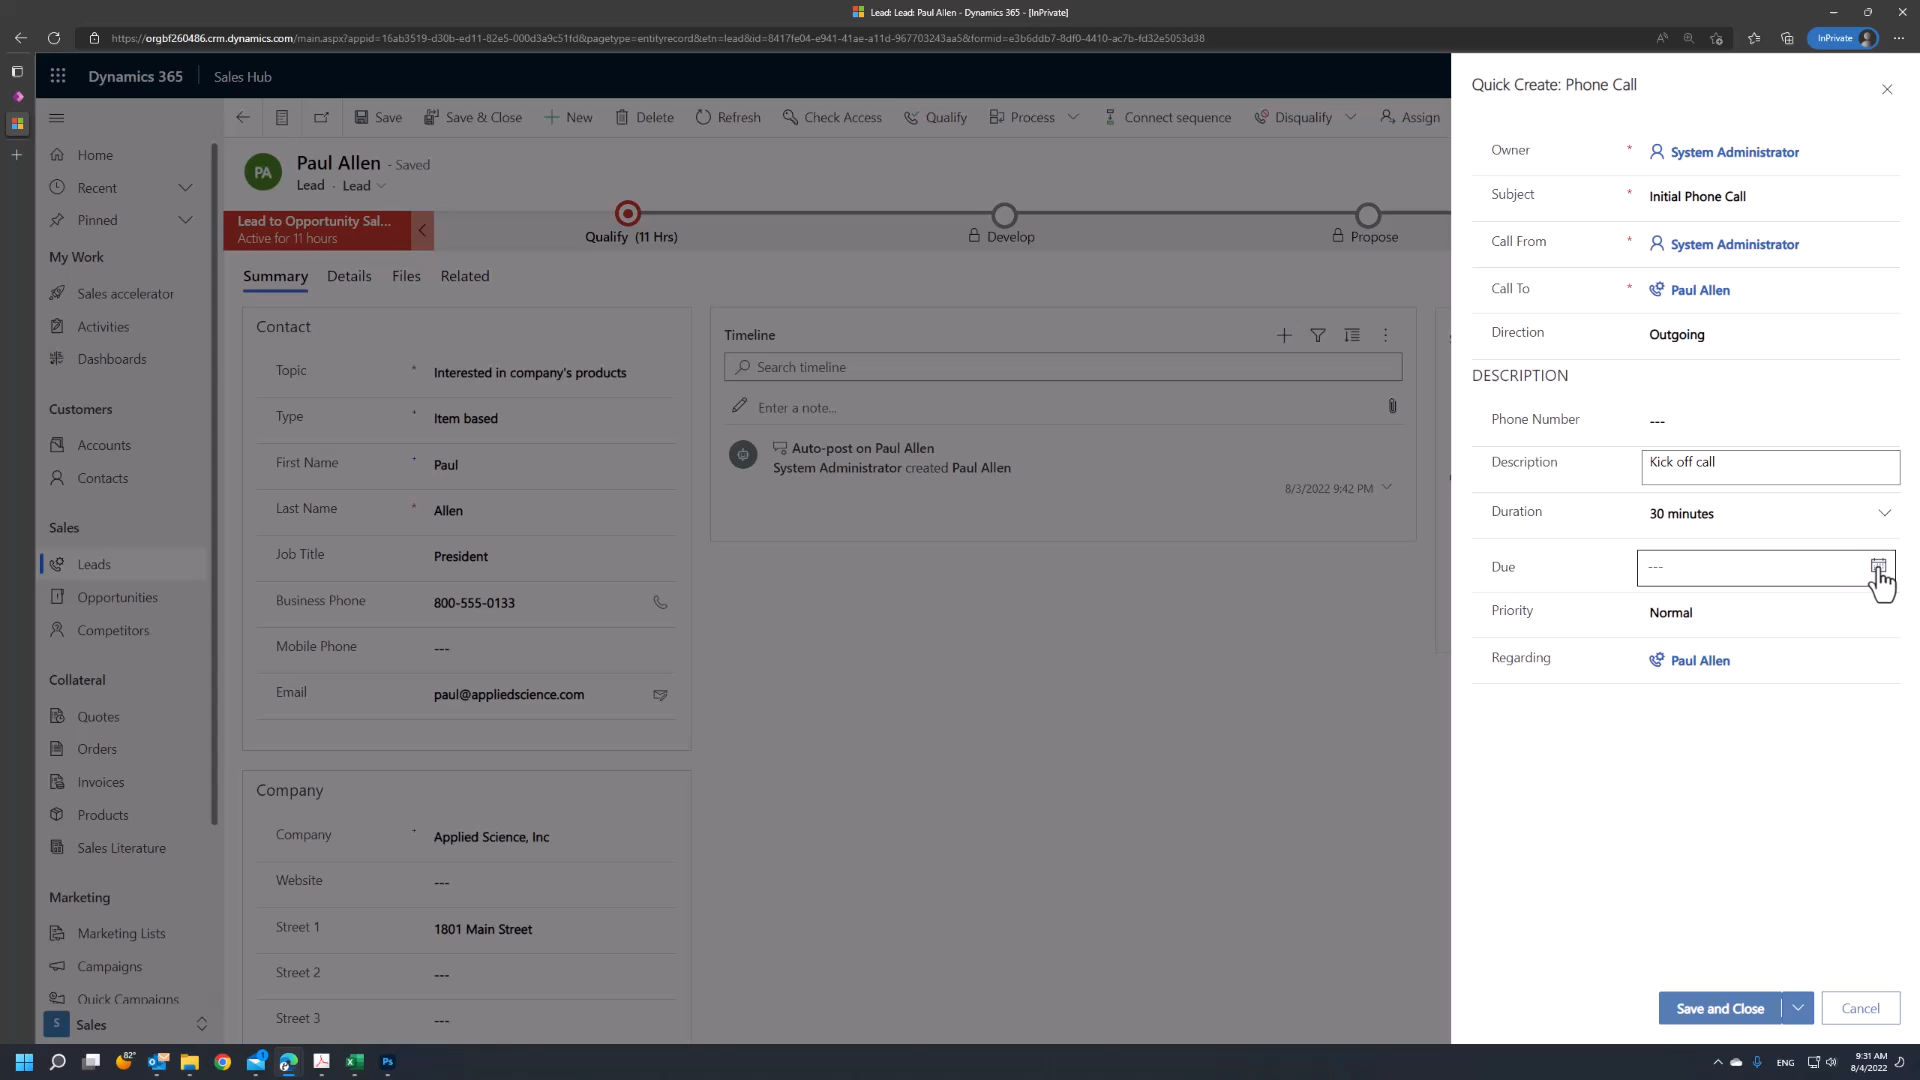 Lead: Lead: Paul Allen - Dynamics 365 - [InPrivate]
https://orgbf260486.crm.dynamics.com/main.aspx?appid=16ab3519-d30b-ed11-82e5-000d3a9c51fd&pagetype=entityrecord&etn=lead&id=8417fe04-e941-41ae-a11d-967703243aa5&formid=e3b6ddb7-8df0-4410-ac7b-fd32e5053d38
InPrivate
Dynamics 365
Sales Hub
Save
Save & Close
New
Delete
Refresh
Check Access
Qualify
Process
Connect sequence
Disqualify
Assign
Home
Recent
Pinned
My Work
Sales accelerator
Activities
Dashboards
Customers
Accounts
Contacts
Sales
Leads
Opportunities
Competitors
Collateral
Quotes
Orders
Invoices
Products
Sales Literature
Marketing
Marketing Lists
Campaigns
Quick Campaigns
S Sales
PA
Paul Allen - Saved
Lead · Lead
Lead to Opportunity Sal...
Active for 11 hours
Qualify (11 Hrs)
Develop
Propose
Summary
Details
Files
Related
Contact
Topic * Interested in company's products
Type * Item based
First Name + Paul
Last Name * Allen
Job Title President
Business Phone 800-555-0133
Mobile Phone ---
Email paul@appliedscience.com
Company
Company + Applied Science, Inc
Website ---
Street 1 1801 Main Street
Street 2 ---
Street 3 ---
Timeline
Search timeline
Enter a note...
Auto-post on Paul Allen
System Administrator created Paul Allen
8/3/2022 9:42 PM
Quick Create: Phone Call
Owner * System Administrator
Subject * Initial Phone Call
Call From * System Administrator
Call To * Paul Allen
Direction Outgoing
DESCRIPTION
Phone Number ---
Description Kick off call
Duration 30 minutes
Due ---
Priority Normal
Regarding Paul Allen
Save and Close
Cancel
82°
ENG
9:31 AM
8/4/2022